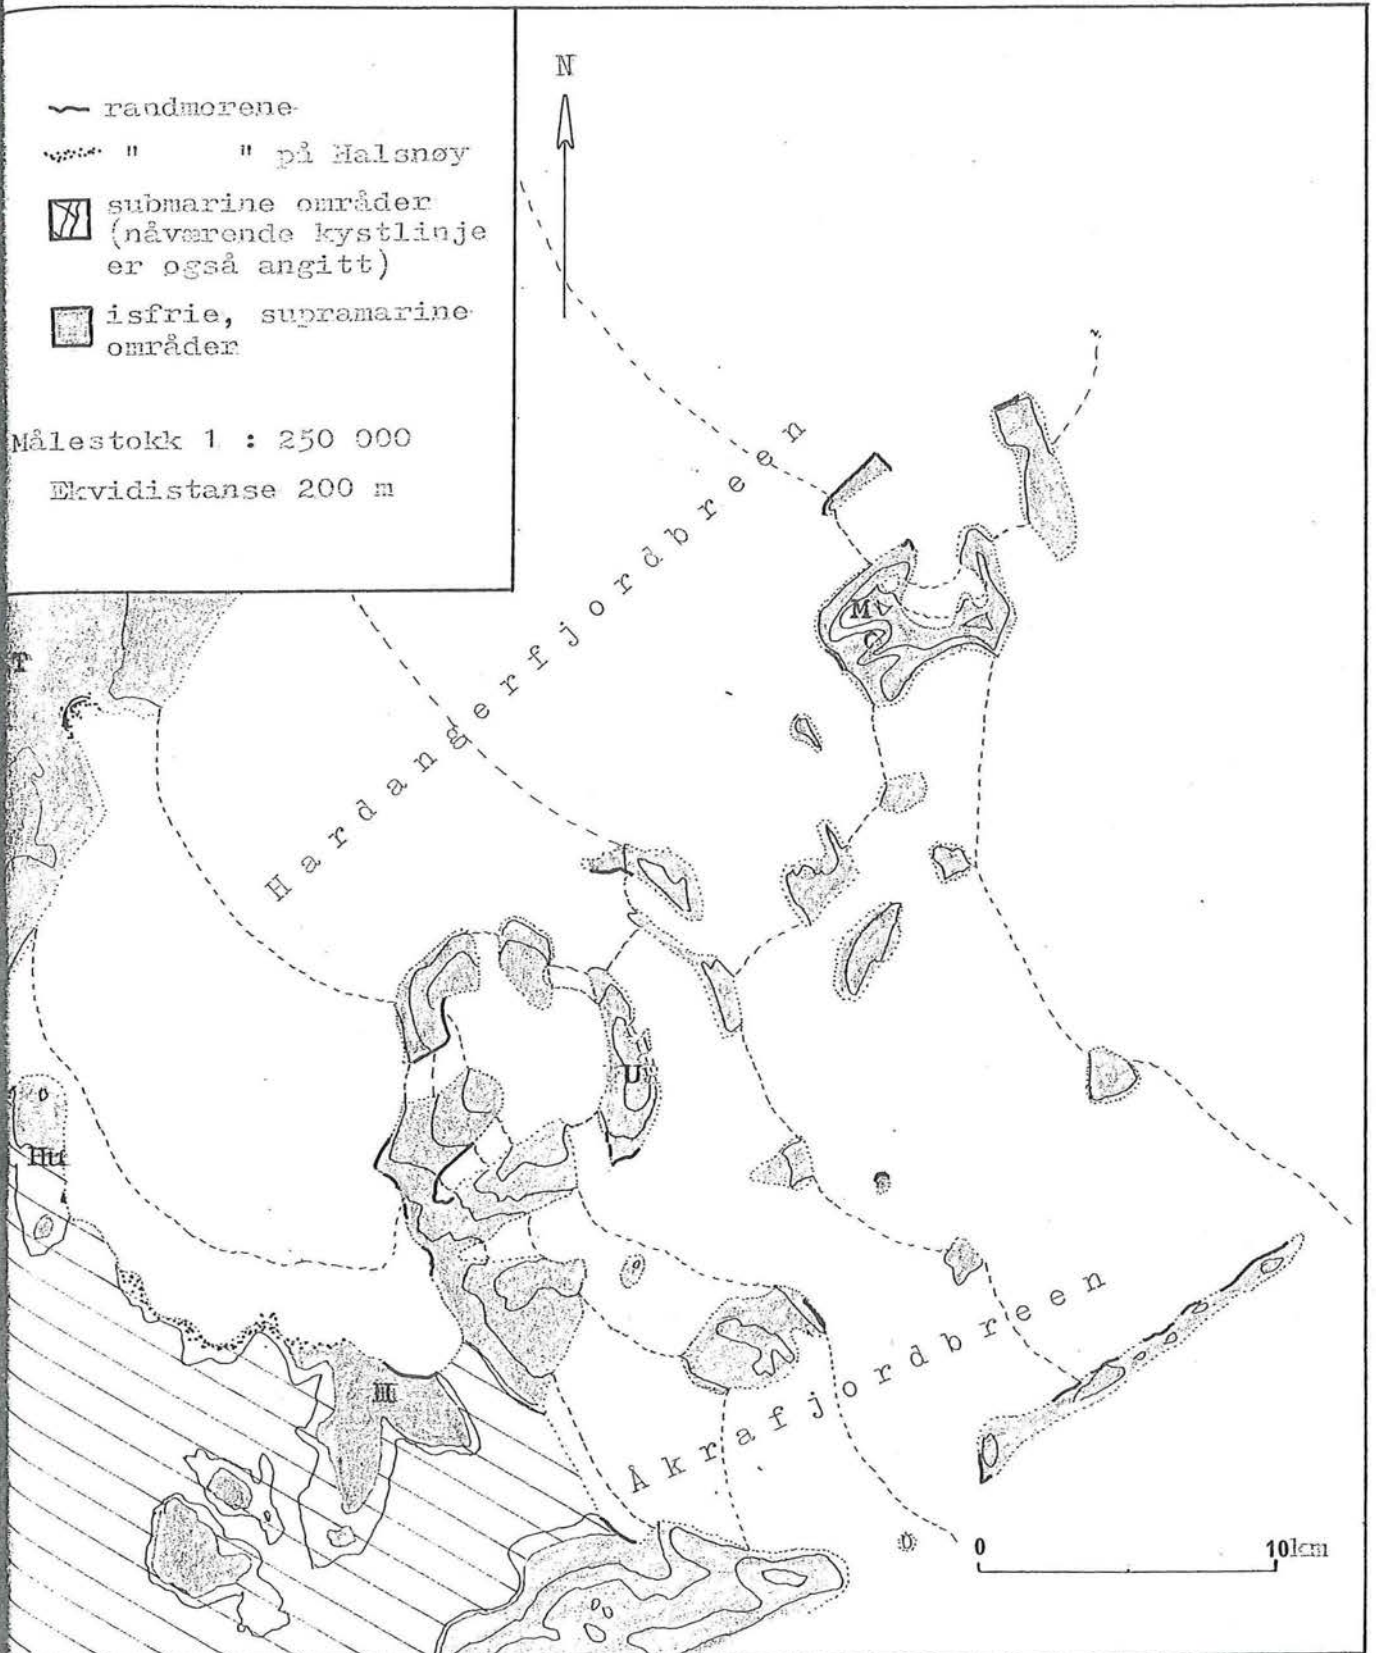 randmorene
" " på Halsnøy
submarine områder
(nåværende kystlinje
er også angitt)
isfrie, supramarine
områder
Målestokk 1 : 250 000
Ekvidistanse 200 m
N
Hardangerfjordbreen
M
T
U
Hu
H
Åkrafjordbreen
0 10km